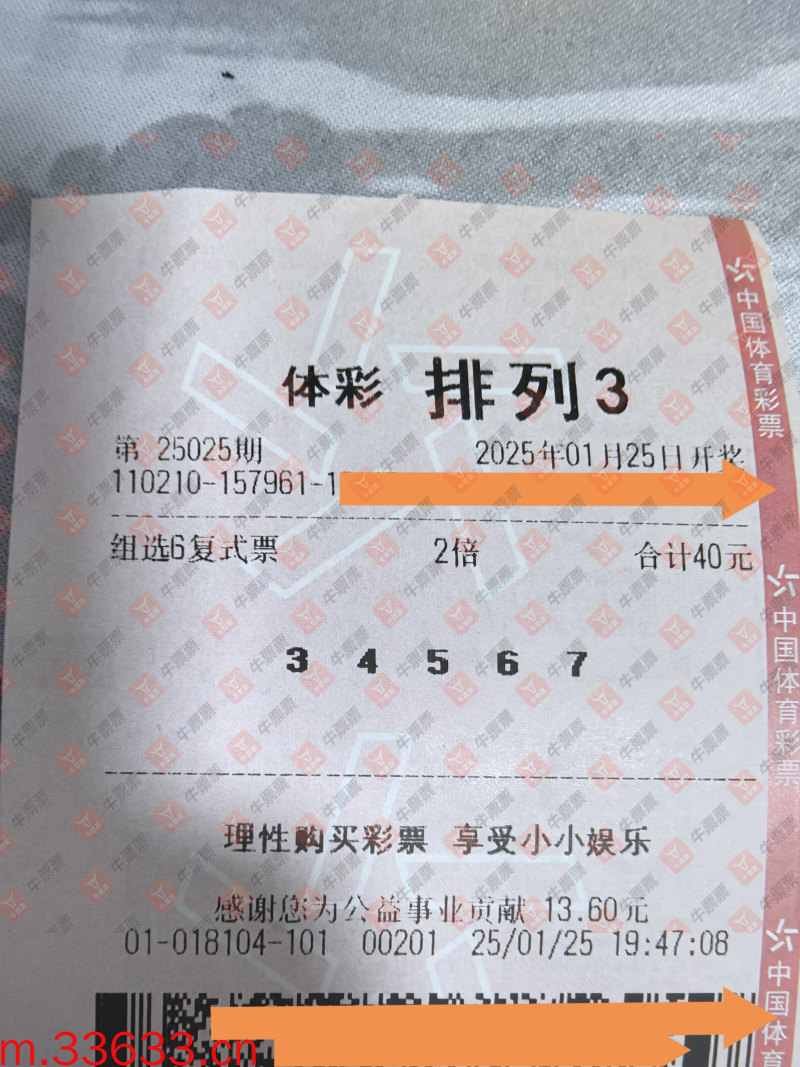 体彩 排列3
第 25025期 2025年01月25日开奖
110210-157961-1
组选6复式票 2倍 合计40元
3 4 5 6 7
理性购买彩票 享受小小娱乐
感谢您为公益事业贡献 13.60元
01-018104-101 00201 25/01/25 19:47:08
中国体育彩票
中国体育彩票
中国体育
牛票票
m.33633.cn